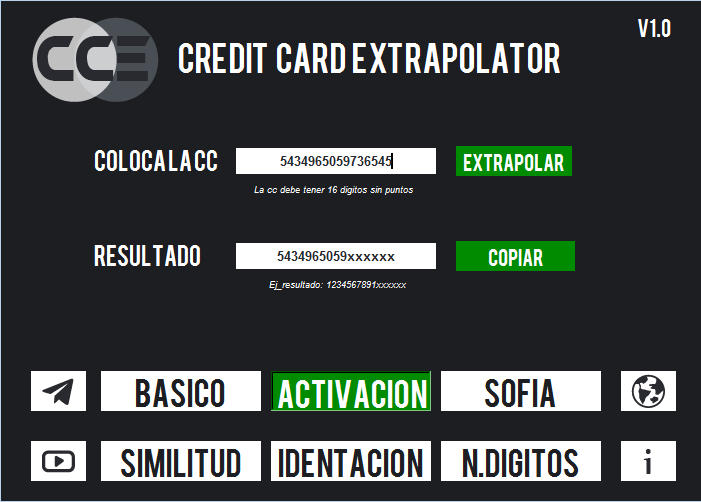 CCE
CREDIT CARD EXTRAPOLATOR
V1.0
COLOCA LA CC
5434965059736545
EXTRAPOLAR
La cc debe tener 16 digitos sin puntos
RESULTADO
5434965059xxxxxx
COPIAR
Ej_resultado: 1234567891xxxxxx
BASICO
ACTIVACION
SOFIA
SIMILITUD
IDENTACION
N.DIGITOS
i